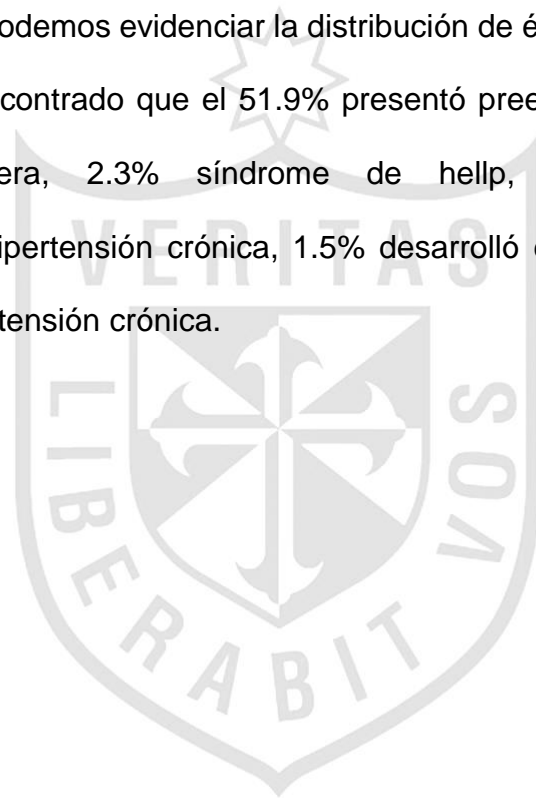 odemos evidenciar la distribución de é
contrado que el 51.9% presentó pree
era, 2.3% síndrome de hellp,
ipertensión crónica, 1.5% desarrolló
tensión crónica.
VERITAS
LIBERABIT VOS